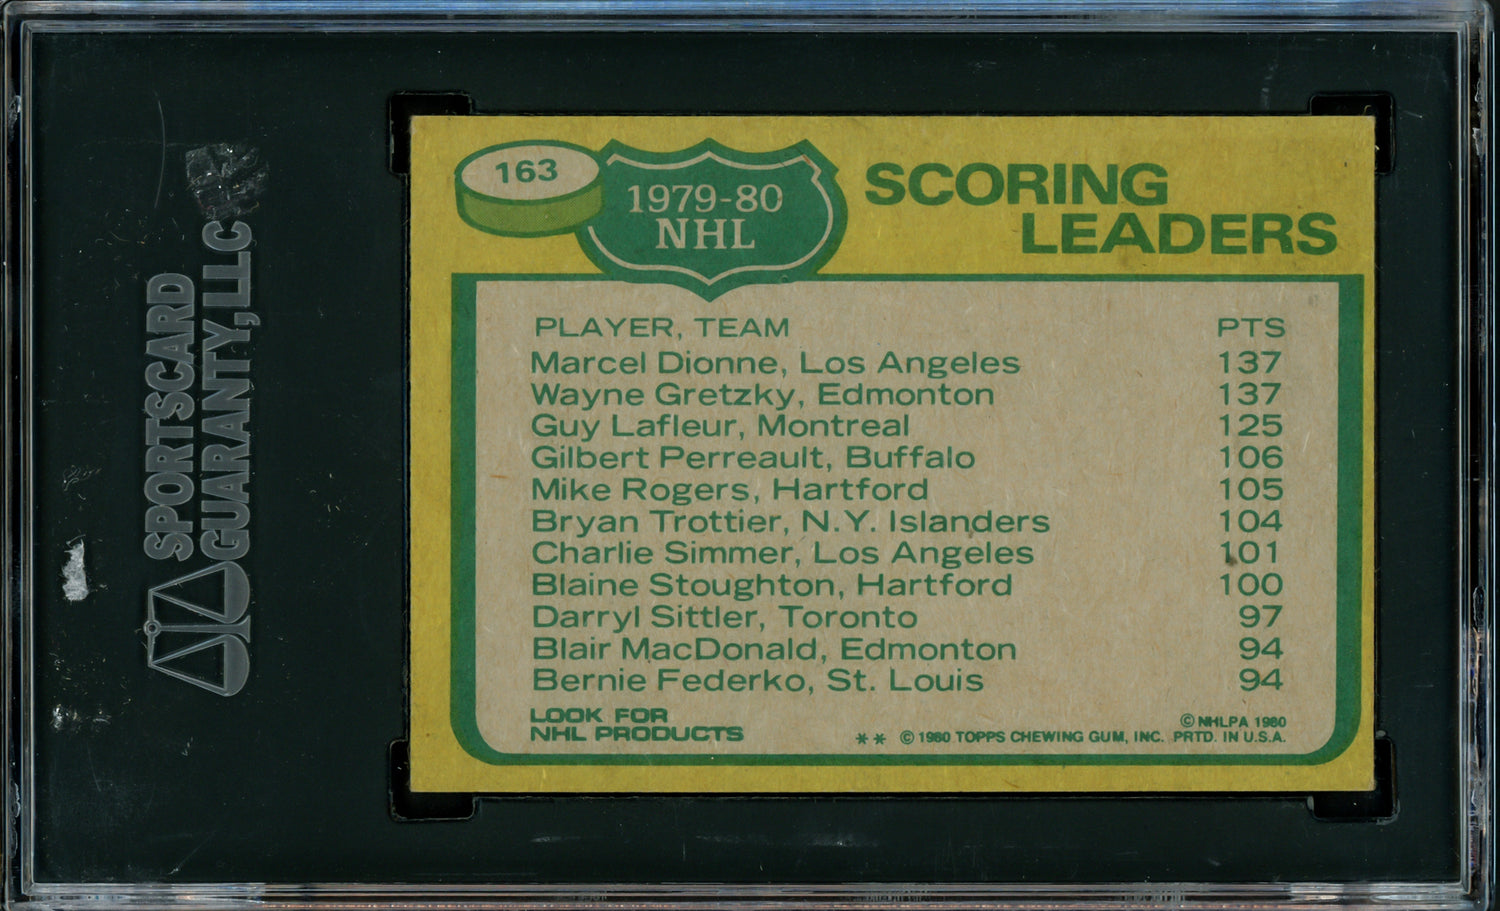 SPORTSCARD
GUARANTY, LLC
163
1979-80
NHL
SCORING
LEADERS
PLAYER, TEAM PTS
Marcel Dionne, Los Angeles 137
Wayne Gretzky, Edmonton 137
Guy Lafleur, Montreal 125
Gilbert Perreault, Buffalo 106
Mike Rogers, Hartford 105
Bryan Trottier, N.Y. Islanders 104
Charlie Simmer, Los Angeles 101
Blaine Stoughton, Hartford 100
Darryl Sittler, Toronto 97
Blair MacDonald, Edmonton 94
Bernie Federko, St. Louis 94
LOOK FOR
NHL PRODUCTS
© NHLPA 1980
** © 1980 TOPPS CHEWING GUM, INC. PRTD. IN U.S.A.